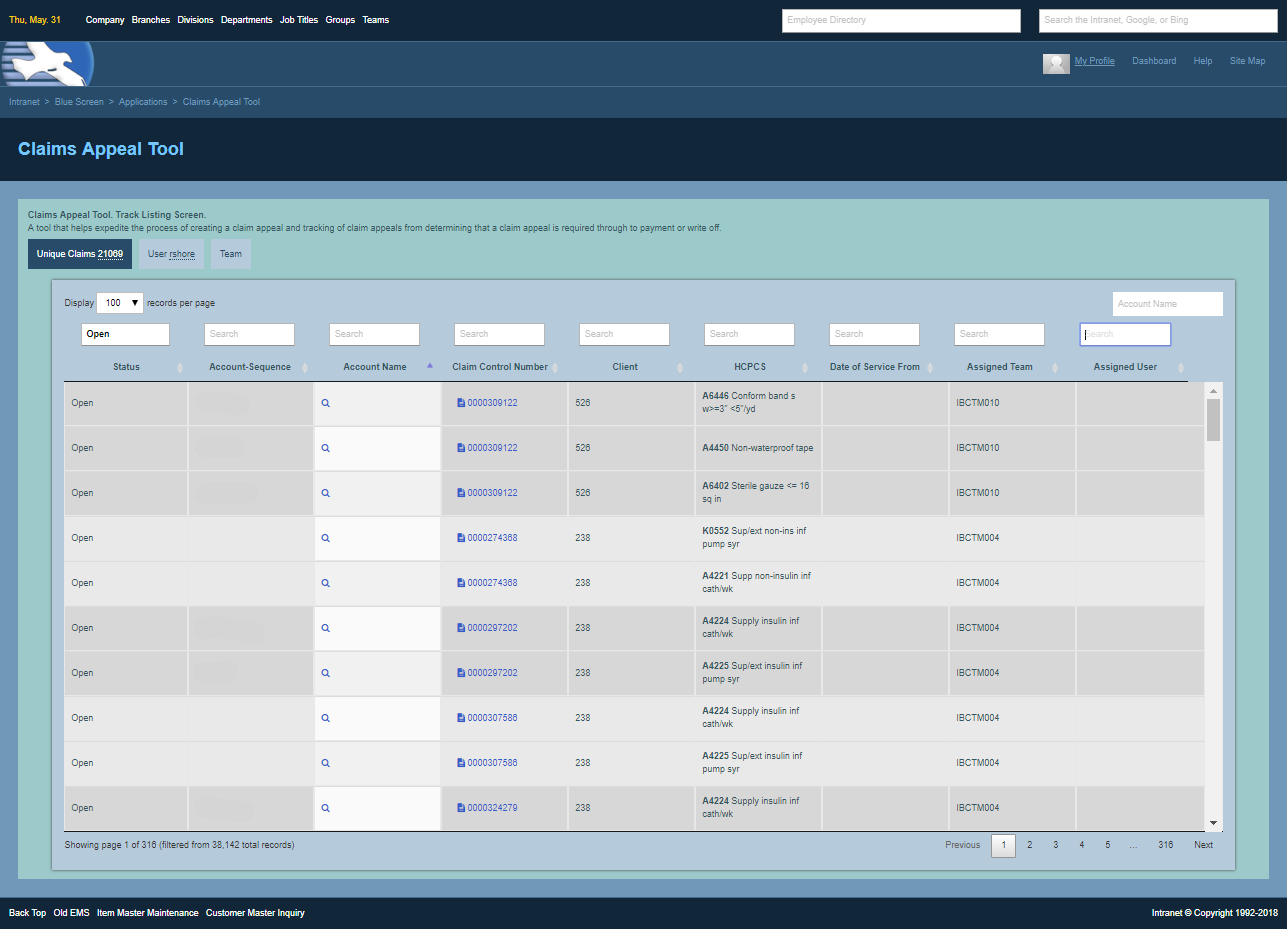 Thu, May. 31 Company Branches Divisions Departments Job Titles Groups Teams Employee Directory Search the Intranet, Google, or Bing
My Profile Dashboard Help Site Map
Intranet > Blue Screen > Applications > Claims Appeal Tool
Claims Appeal Tool
Claims Appeal Tool. Track Listing Screen.
A tool that helps expedite the process of creating a claim appeal and tracking of claim appeals from determining that a claim appeal is required through to payment or write off.
Unique Claims 21069 User rshore Team
Display 100 records per page Account Name
Open Search Search Search Search Search Search Search Search
Status Account-Sequence Account Name Claim Control Number Client HCPCS Date of Service From Assigned Team Assigned User
Open 0000309122 526 A6446 Conform band s IBCTM010
w>=3" <5"/yd
Open 0000309122 526 A4450 Non-waterproof tape IBCTM010
Open 0000309122 526 A6402 Sterile gauze <= 16 IBCTM010
sq in
Open 0000274368 238 K0552 Sup/ext non-ins inf IBCTM004
pump syr
Open 0000274368 238 A4221 Supp non-insulin inf IBCTM004
cath/wk
Open 0000297202 238 A4224 Supply insulin inf IBCTM004
cath/wk
Open 0000297202 238 A4225 Sup/ext insulin inf IBCTM004
pump syr
Open 0000307586 238 A4224 Supply insulin inf IBCTM004
cath/wk
Open 0000307586 238 A4225 Sup/ext insulin inf IBCTM004
pump syr
Open 0000324279 238 A4224 Supply insulin inf IBCTM004
cath/wk
Showing page 1 of 316 (filtered from 38,142 total records) Previous 1 2 3 4 5 ... 316 Next
Back Top Old EMS Item Master Maintenance Customer Master Inquiry Intranet © Copyright 1992-2018